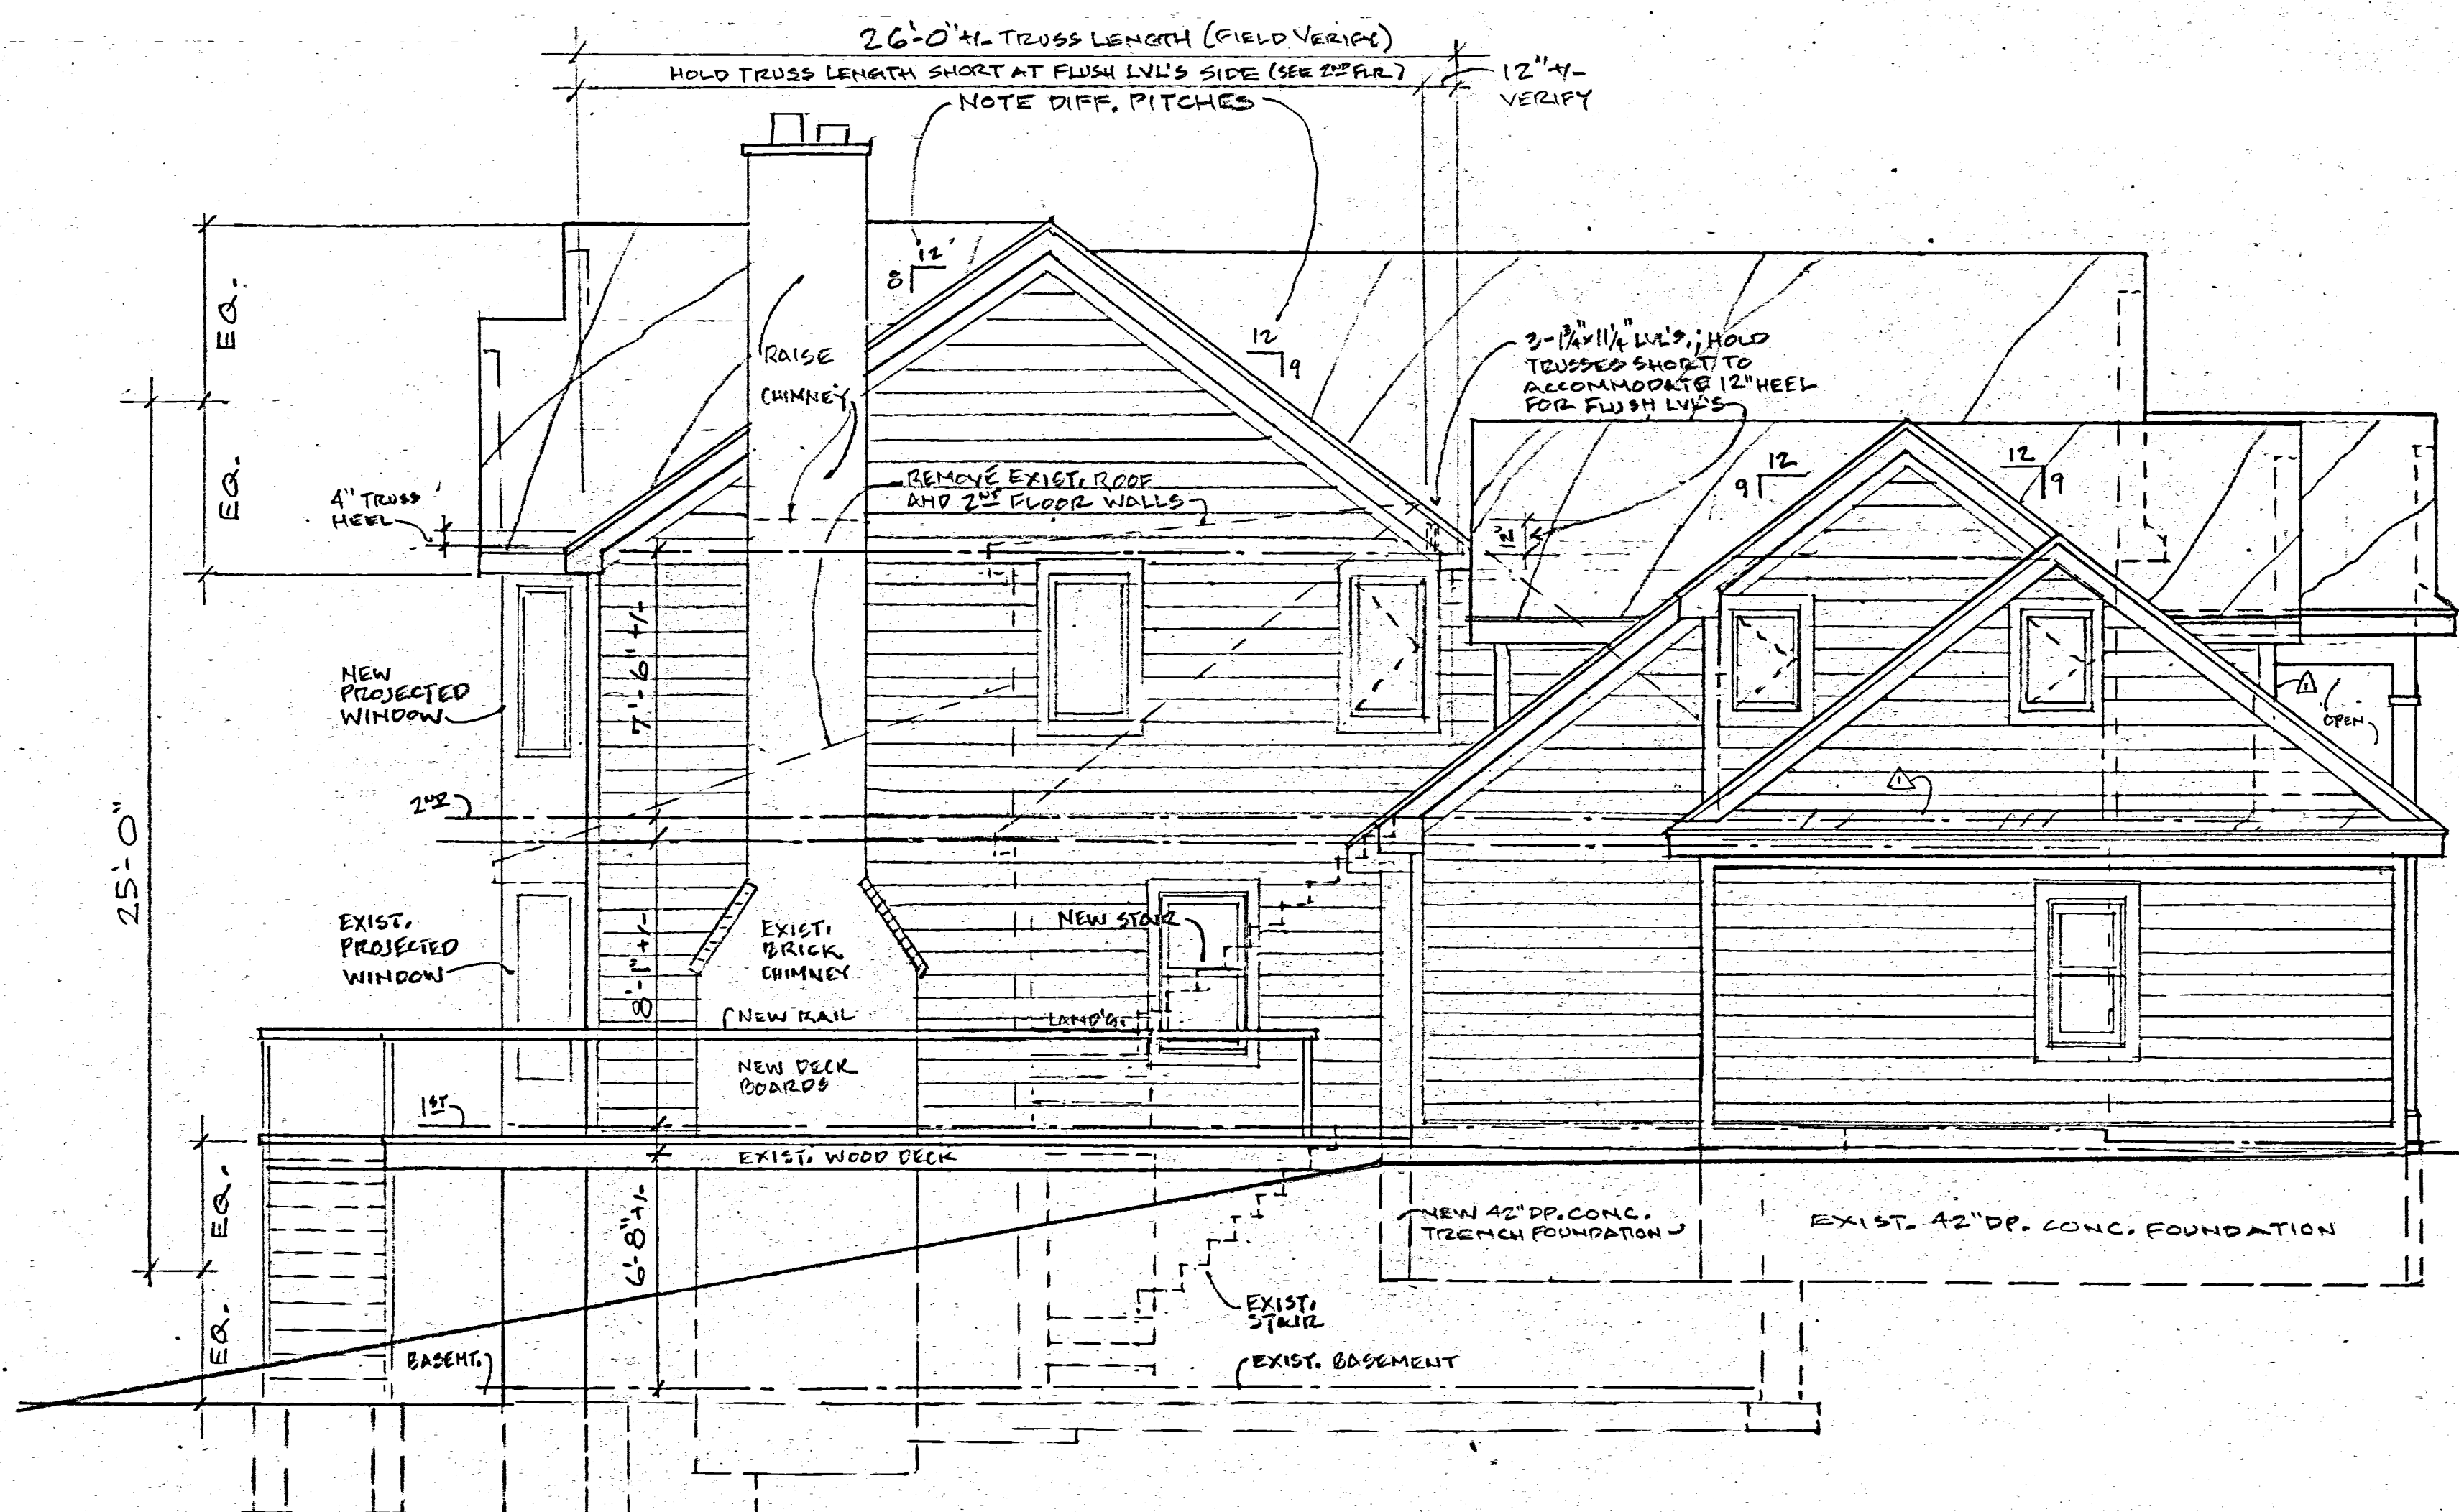 26'-0" +/- TRUSS LENGTH (FIELD VERIFY)
HOLD TRUSS LENGTH SHORT AT FLUSH LVL'S SIDE (SEE 2ND FLR.)
12" +/-
VERIFY
NOTE DIFF. PITCHES
12
8
12
9
RAISE
CHIMNEY
3-1¾"x11¼" LVL'S.; HOLD
TRUSSES SHORT TO
ACCOMMODATE 12" HEEL
FOR FLUSH LVL'S
12
9
12
9
EQ.
EQ.
4" TRUSS
HEEL
REMOVE EXIST. ROOF
AND 2ND FLOOR WALLS
12"
7'-6" +/-
NEW
PROJECTED
WINDOW
1
OPEN
1
2ND
25'-0"
EXIST.
PROJECTED
WINDOW
8'-1" +/-
EXIST.
BRICK
CHIMNEY
NEW STAIR
NEW RAIL
LAND'G.
NEW DECK
BOARDS
1ST
EXIST. WOOD DECK
EQ.
EQ.
6'-8" +/-
NEW 42" DP. CONC.
TRENCH FOUNDATION
EXIST. 42" DP. CONC. FOUNDATION
EXIST.
STAIR
BASEMT.
EXIST. BASEMENT